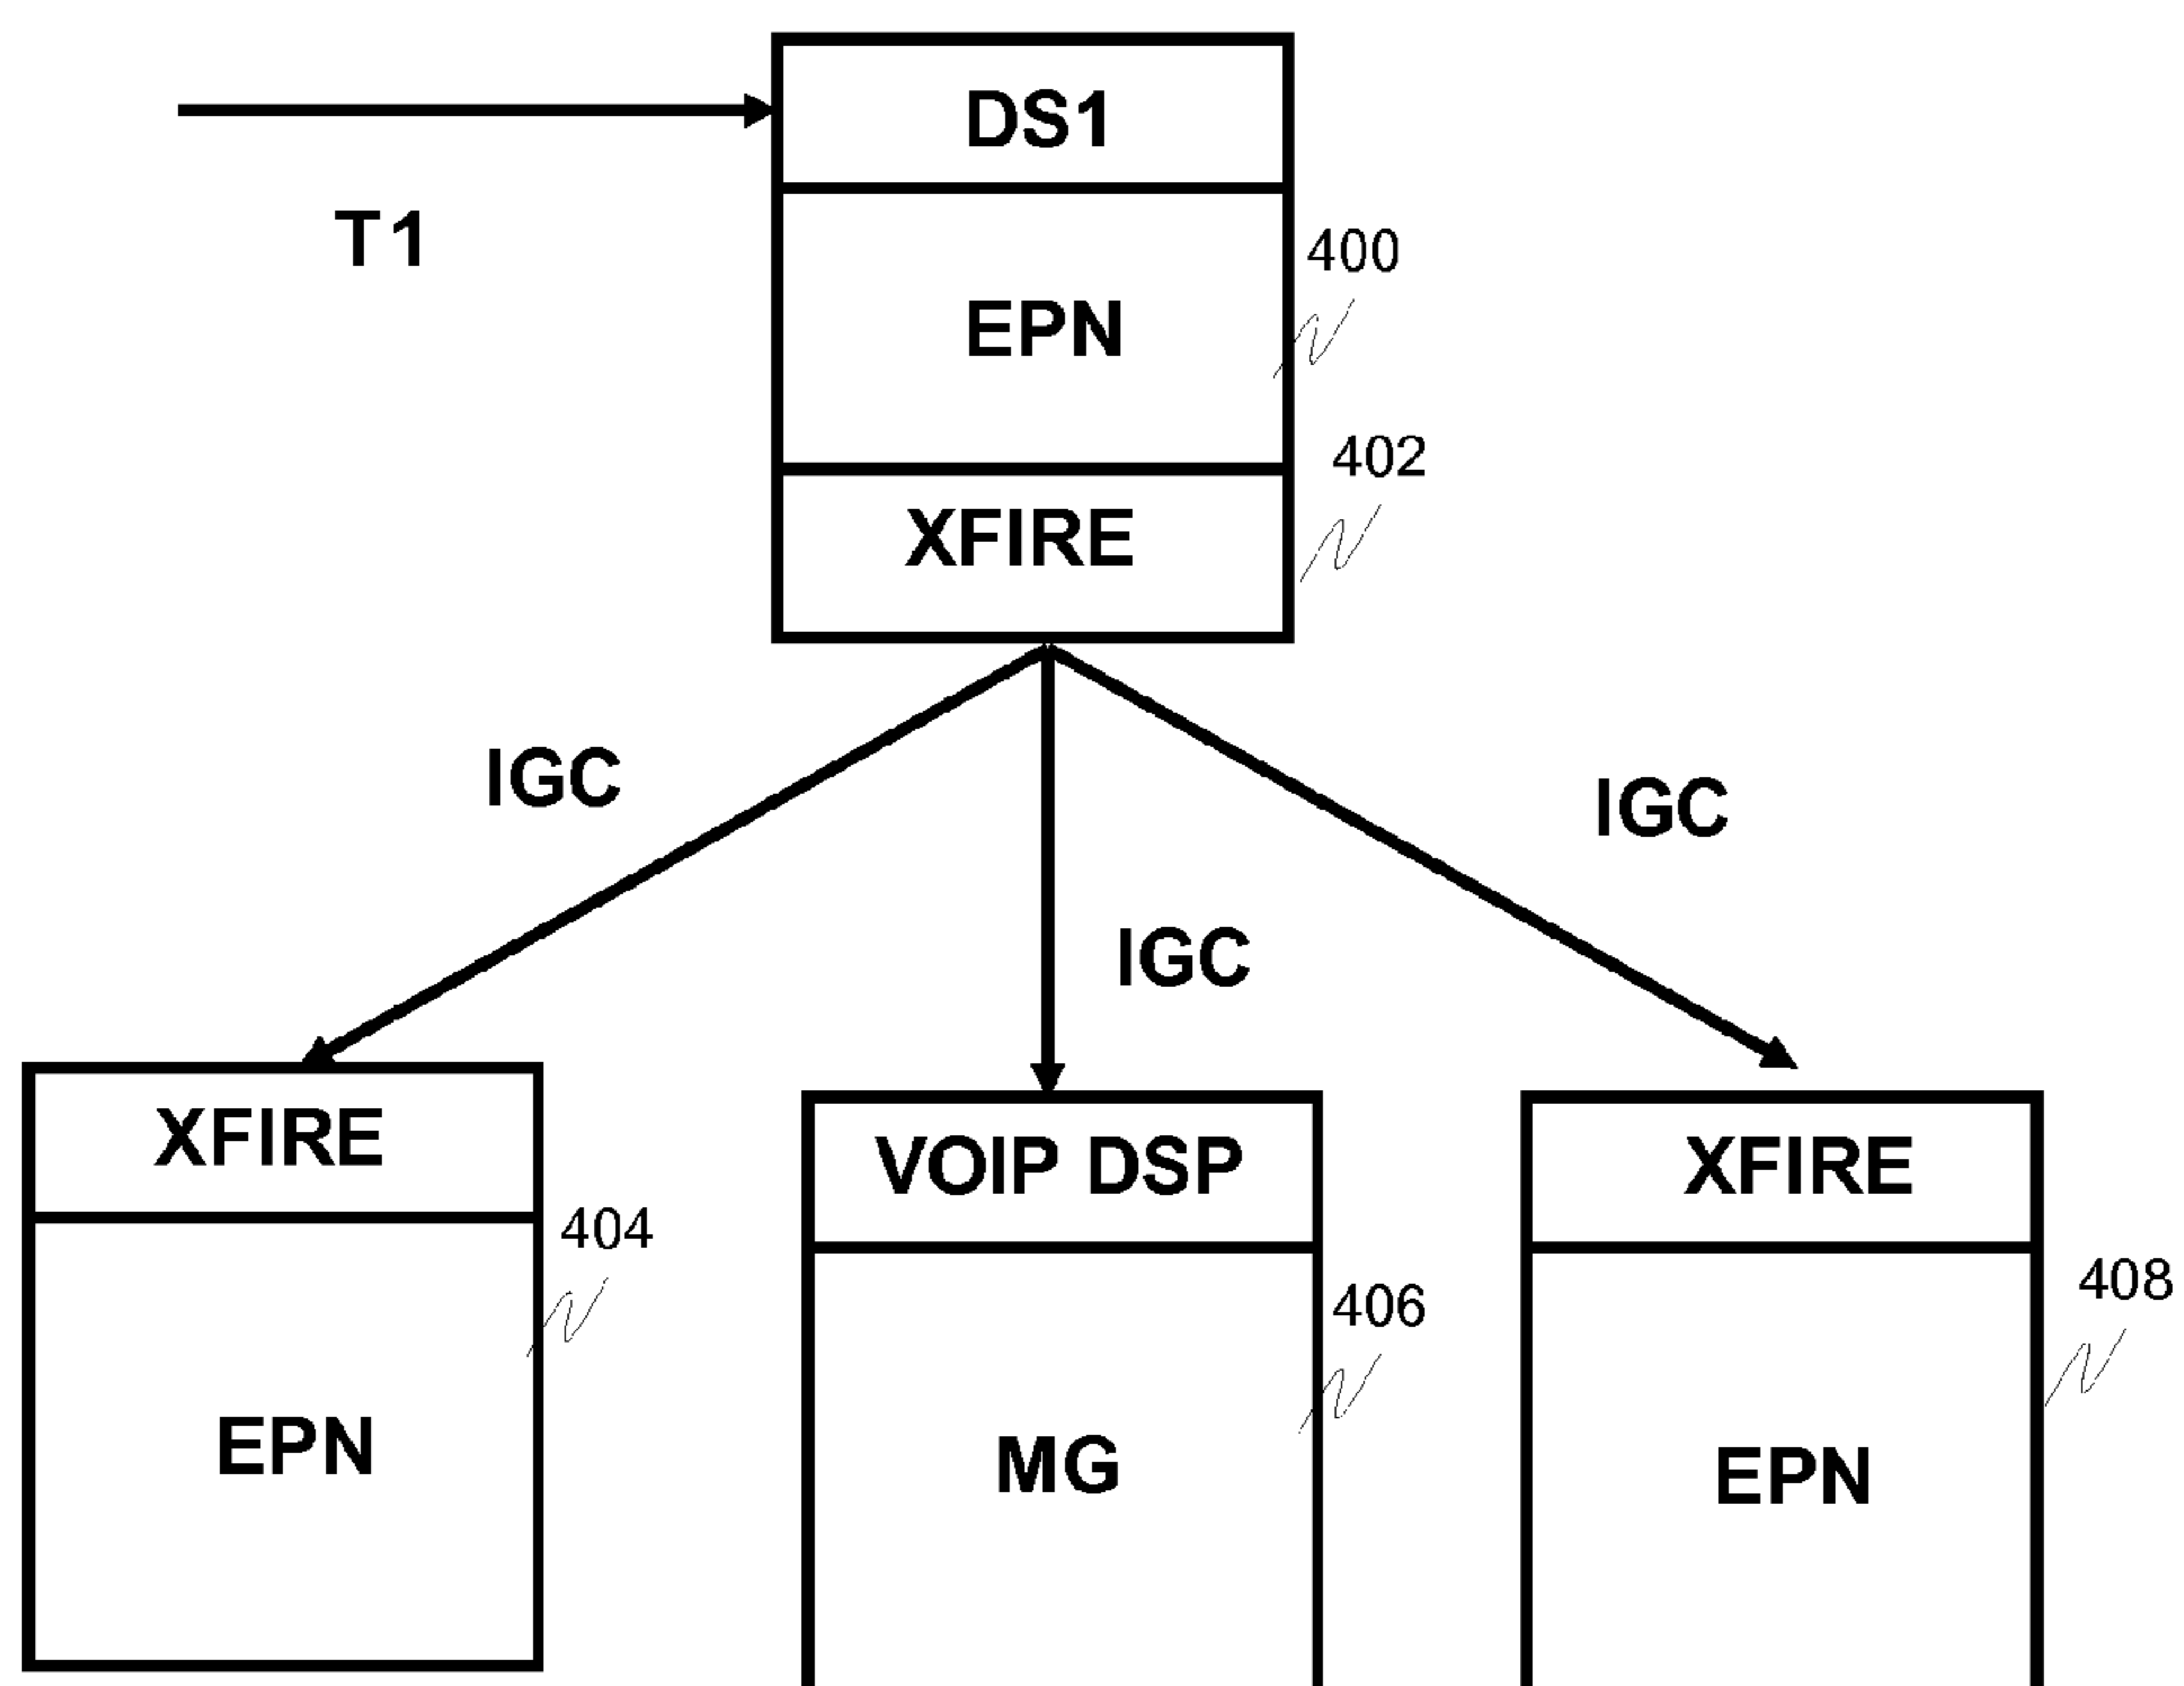 DS1
T1
400
EPN
402
XFIRE
IGC
IGC
IGC
XFIRE
VOIP DSP
XFIRE
404
406
408
EPN
MG
EPN